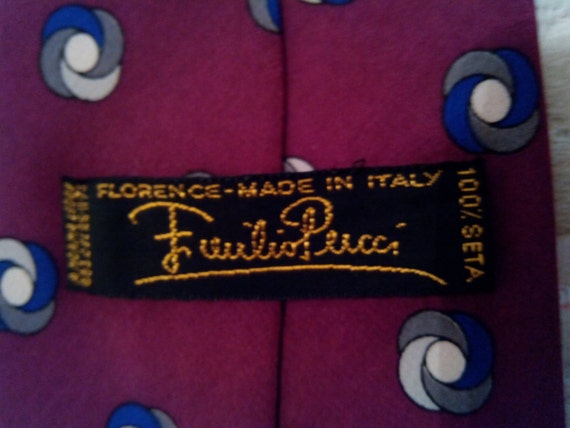 FLORENCE-MADE IN ITALY
Emilio Pucci
100% SETA